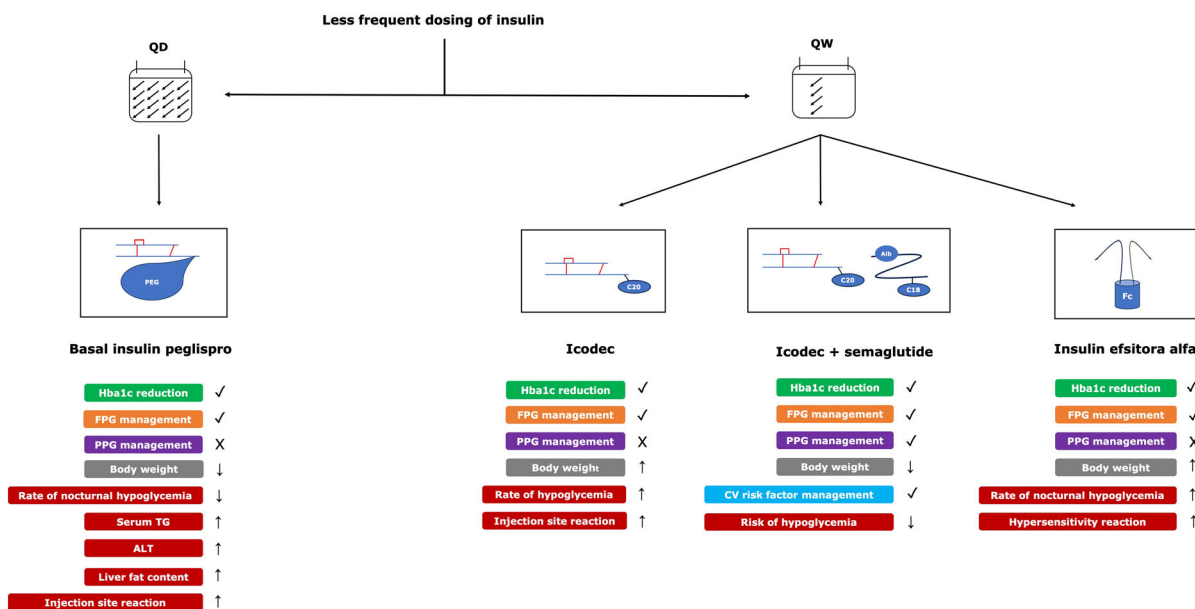 Less frequent dosing of insulin
QD
QW
PEG
C20
Alb
C20
C18
Fc
Basal insulin peglispro
Hba1c reduction ✓
FPG management ✓
PPG management X
Body weight ↓
Rate of nocturnal hypoglycemia ↓
Serum TG ↑
ALT ↑
Liver fat content ↑
Injection site reaction ↑
Icodec
Hba1c reduction ✓
FPG management ✓
PPG management X
Body weight ↑
Rate of hypoglycemia ↑
Injection site reaction ↑
Icodec + semaglutide
Hba1c reduction ✓
FPG management ✓
PPG management ✓
Body weight ↓
CV risk factor management ✓
Risk of hypoglycemia ↓
Insulin efsitora alfa
Hba1c reduction ✓
FPG management ✓
PPG management X
Body weight ↑
Rate of nocturnal hypoglycemia ↑
Hypersensitivity reaction ↑